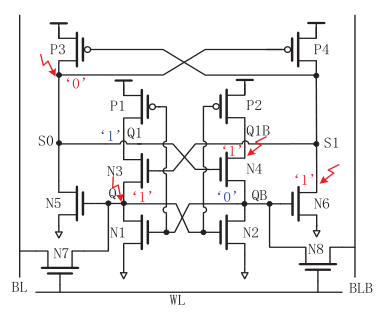 P3
P4
‘0’
P1
P2
‘1’
Q1
Q1B
S0
S1
‘1’
N3
N4
‘1’
Q
‘1’
‘0’
QB
N5
N6
N1
N2
N7
N8
BL
WL
BLB